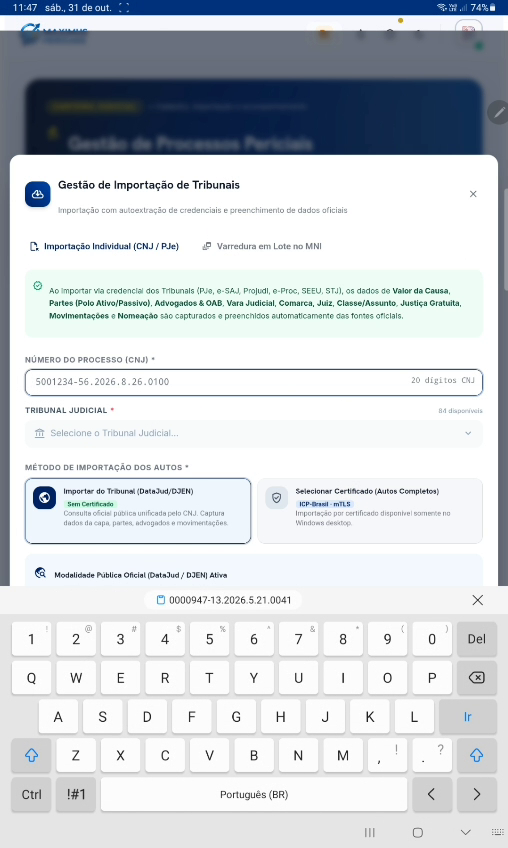 11:47 sáb., 31 de out.
74%
MAXIMUS
Gestão de Processos Periciais
Gestão de Importação de Tribunais
Importação com autoextração de credenciais e preenchimento de dados oficiais
Importação Individual (CNJ / PJe)
Varredura em Lote no MNI
Ao importar via credencial dos Tribunais (PJe, e-SAJ, Projudi, e-Proc, SEEU, STJ), os dados de Valor da Causa,
Partes (Polo Ativo/Passivo), Advogados & OAB, Vara Judicial, Comarca, Juiz, Classe/Assunto, Justiça Gratuita,
Movimentações e Nomeação são capturados e preenchidos automaticamente das fontes oficiais.
NÚMERO DO PROCESSO (CNJ) *
5001234-56.2026.8.26.0100
20 dígitos CNJ
TRIBUNAL JUDICIAL *
84 disponíveis
Selecione o Tribunal Judicial...
MÉTODO DE IMPORTAÇÃO DOS AUTOS *
Importar do Tribunal (DataJud/DJEN)
Sem Certificado
Consulta oficial pública unificada pelo CNJ. Captura
dados da capa, partes, advogados e movimentações.
Selecionar Certificado (Autos Completos)
ICP-Brasil · mTLS
Importação por certificado disponível somente no
Windows desktop.
Modalidade Pública Oficial (DataJud / DJEN) Ativa
0000947-13.2026.5.21.0041
! @ # $ % ^ & * ( )
1 2 3 4 5 6 7 8 9 0 Del
Q W E R T Y U I O P
A S D F G H J K L Ir
Z X C V B N M , ! . ?
Ctrl !#1 Português (BR) < >